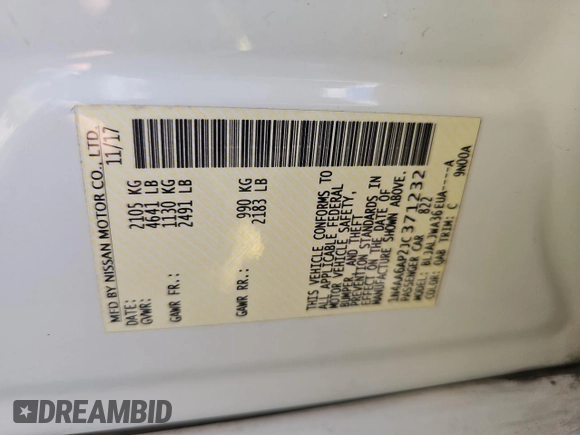 MFD BY NISSAN MOTOR CO., LTD.
DATE: 11/17
GVWR: 2105 KG
4641 LB
GAWR FR.: 1130 KG
2491 LB
GAWR RR.: 990 KG
2183 LB
THIS VEHICLE CONFORMS TO
ALL APPLICABLE FEDERAL
MOTOR VEHICLE SAFETY,
BUMPER, AND THEFT
PREVENTION STANDARDS IN
EFFECT ON THE DATE OF
MANUFACTURE SHOWN ABOVE.
1N4AA6AP2JC371232
PASSENGER CAR 822
MODEL: BLJALJWA36EUA-----A
COLOR: QAB TRIM: C 9N00A
DREAMBID